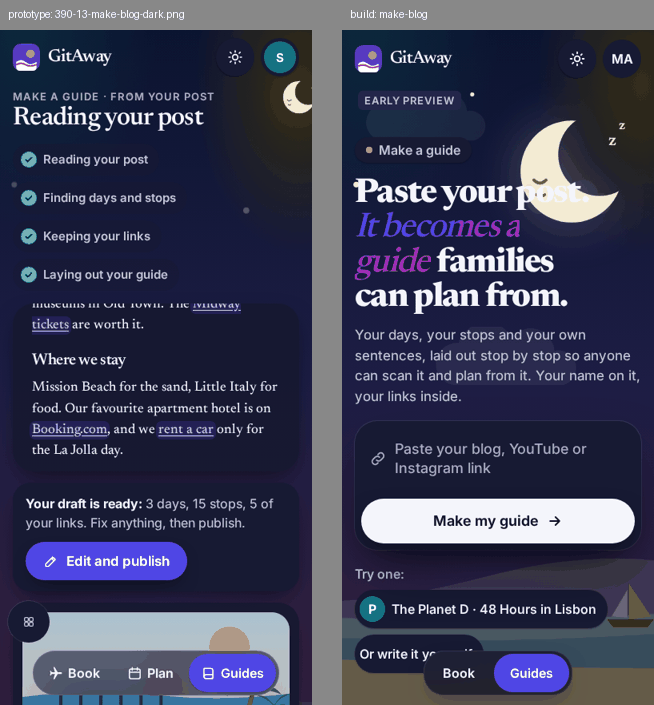 prototype: 390-13-make-blog-dark.png
GitAway
S
MAKE A GUIDE · FROM YOUR POST
Reading your post
Reading your post
Finding days and stops
Keeping your links
Laying out your guide
museums in Old Town. The Midway
tickets are worth it.
Where we stay
Mission Beach for the sand, Little Italy for
food. Our favourite apartment hotel is on
Booking.com, and we rent a car only for
the La Jolla day.
Your draft is ready: 3 days, 15 stops, 5 of
your links. Fix anything, then publish.
Edit and publish
Book
Plan
Guides
build: make-blog
GitAway
MA
EARLY PREVIEW
z
z
Make a guide
Paste your post.
It becomes a
guide families
can plan from.
Your days, your stops and your own
sentences, laid out stop by stop so anyone
can scan it and plan from it. Your name on it,
your links inside.
Paste your blog, YouTube or
Instagram link
Make my guide
Try one:
P The Planet D · 48 Hours in Lisbon
Or write it yourself
Book
Guides